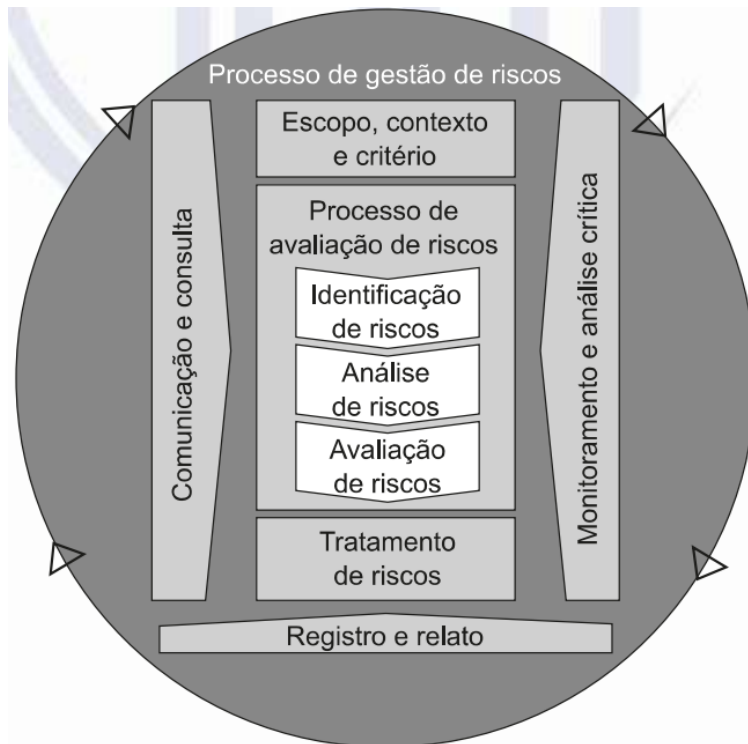 Processo de gestão de riscos
Escopo, contexto
e critério
Processo de
avaliação de riscos
Identificação
de riscos
Análise
de riscos
Avaliação
de riscos
Tratamento
de riscos
Comunicação e consulta
Monitoramento e análise crítica
Registro e relato